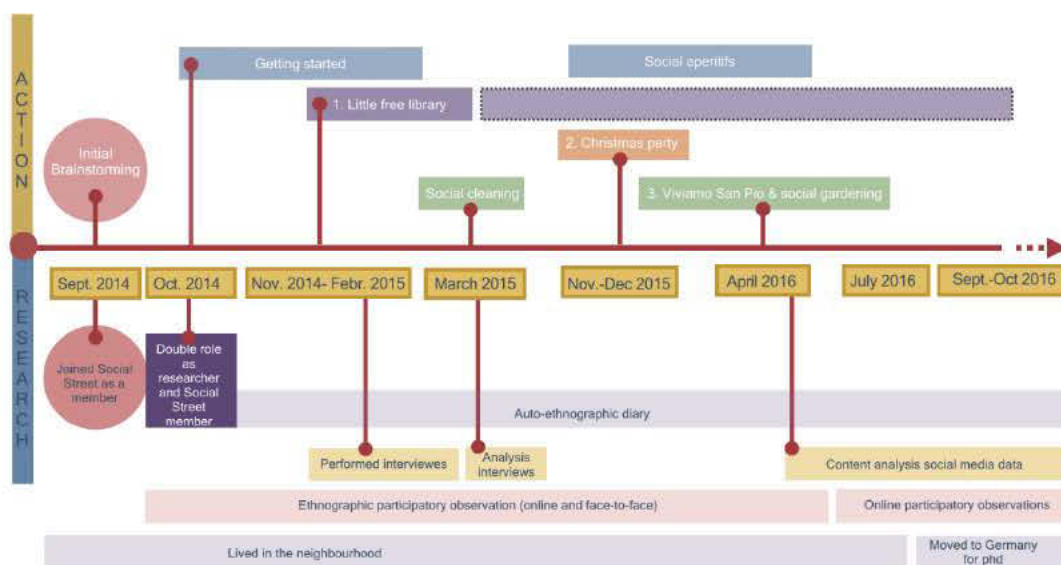 ACTION
RESEARCH
Getting started
Social aperitifs
1. Little free library
Initial
Brainstorming
2. Christmas party
Social cleaning
3. Viviamo San Pio & social gardening
Sept. 2014
Oct. 2014
Nov. 2014- Febr. 2015
March 2015
Nov.-Dec 2015
April 2016
July 2016
Sept.-Oct 2016
Joined Social
Street as a
member
Double role
as
researcher
and Social
Street
member
Auto-ethnographic diary
Performed interviewes
Analysis
interviews
Content analysis social media data
Ethnographic participatory observation (online and face-to-face)
Online participatory observations
Lived in the neighbourhood
Moved to Germany
for phd